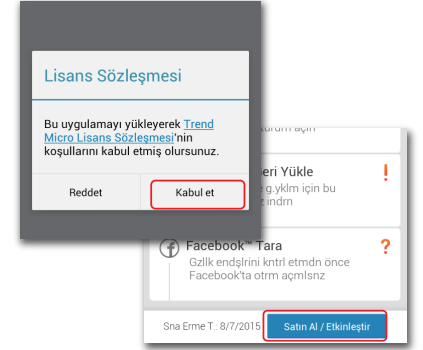 Lisans Sözleşmesi
Bu uygulamayı yükleyerek Trend
Micro Lisans Sözleşmesi'nin
koşullarını kabul etmiş olursunuz.
Reddet
Kabul et
açın
eri Yükle
g.yklm için bu
indrn
Facebook™ Tara
Gzllk endşlrini kntrl etmdn önce
Facebook'ta otrm açmlsnz
Sna Erme T.: 8/7/2015
Satın Al / Etkinleştir